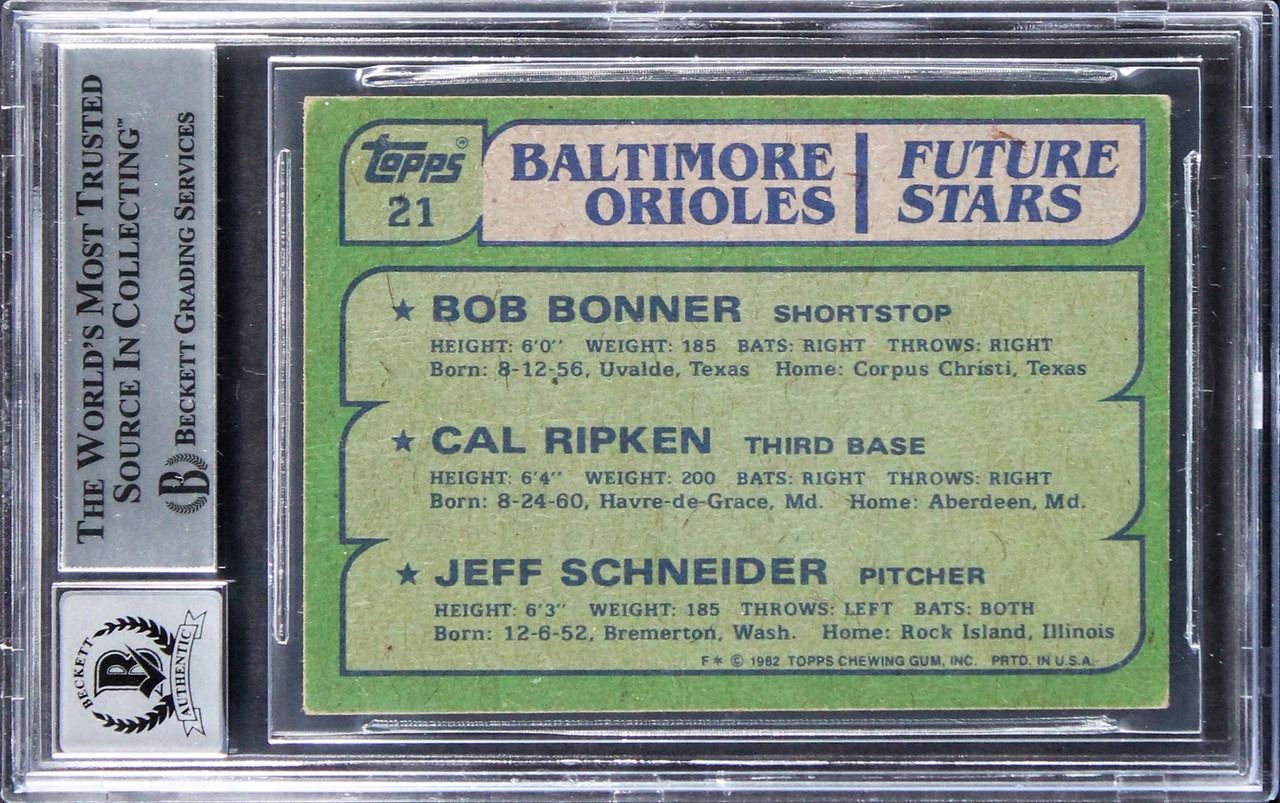 THE WORLD'S MOST TRUSTED
SOURCE IN COLLECTING™
BECKETT GRADING SERVICES
B
BECKETT
B
AUTHENTIC
topps®
21
BALTIMORE
ORIOLES
FUTURE
STARS
★ BOB BONNER SHORTSTOP
HEIGHT: 6'0" WEIGHT: 185 BATS: RIGHT THROWS: RIGHT
Born: 8-12-56, Uvalde, Texas Home: Corpus Christi, Texas
★ CAL RIPKEN THIRD BASE
HEIGHT: 6'4" WEIGHT: 200 BATS: RIGHT THROWS: RIGHT
Born: 8-24-60, Havre-de-Grace, Md. Home: Aberdeen, Md.
★ JEFF SCHNEIDER PITCHER
HEIGHT: 6'3" WEIGHT: 185 THROWS: LEFT BATS: BOTH
Born: 12-6-52, Bremerton, Wash. Home: Rock Island, Illinois
F* © 1982 TOPPS CHEWING GUM, INC. PRTD. IN U.S.A.